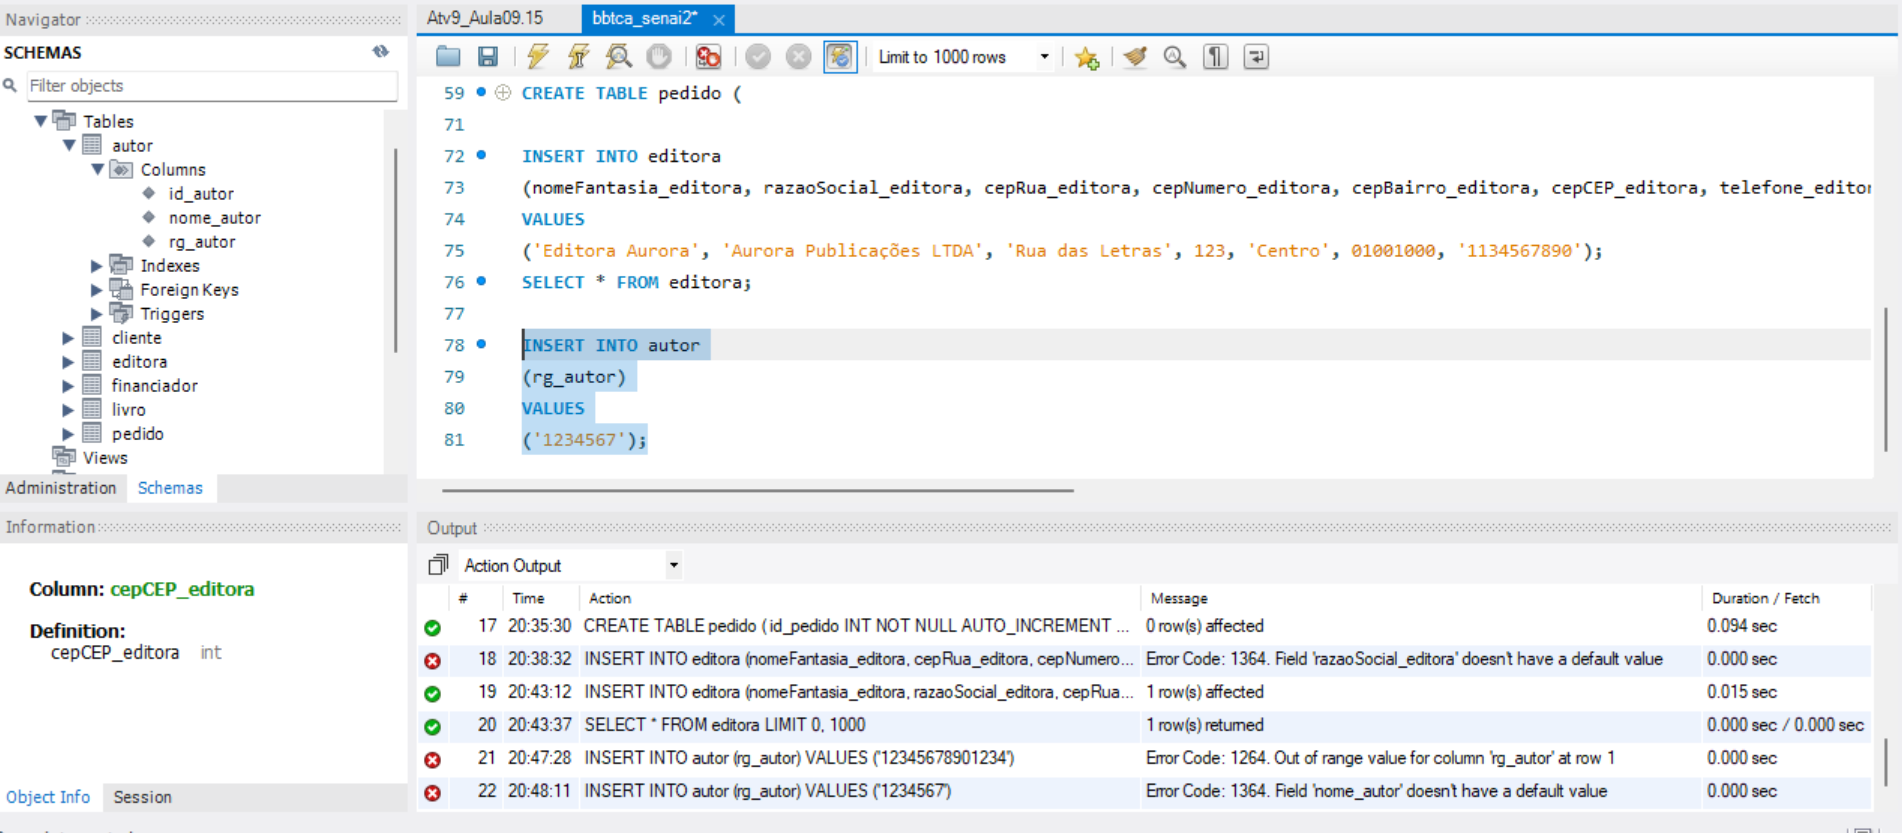 Navigator
SCHEMAS
Filter objects
Tables
autor
Columns
id_autor
nome_autor
rg_autor
Indexes
Foreign Keys
Triggers
cliente
editora
financiador
livro
pedido
Views
Administration Schemas
Information
Column: cepCEP_editora
Definition:
cepCEP_editora int
Object Info Session
Atv9_Aula09.15 bbtca_senai2*
Limit to 1000 rows
59 CREATE TABLE pedido (
71
72 INSERT INTO editora
73 (nomeFantasia_editora, razaoSocial_editora, cepRua_editora, cepNumero_editora, cepBairro_editora, cepCEP_editora, telefone_editor
74 VALUES
75 ('Editora Aurora', 'Aurora Publicações LTDA', 'Rua das Letras', 123, 'Centro', 01001000, '1134567890');
76 SELECT * FROM editora;
77
78 INSERT INTO autor
79 (rg_autor)
80 VALUES
81 ('1234567');
Output
Action Output
# Time Action Message Duration / Fetch
17 20:35:30 CREATE TABLE pedido ( id_pedido INT NOT NULL AUTO_INCREMENT ... 0 row(s) affected 0.094 sec
18 20:38:32 INSERT INTO editora (nomeFantasia_editora, cepRua_editora, cepNumero... Error Code: 1364. Field 'razaoSocial_editora' doesn't have a default value 0.000 sec
19 20:43:12 INSERT INTO editora (nomeFantasia_editora, razaoSocial_editora, cepRua... 1 row(s) affected 0.015 sec
20 20:43:37 SELECT * FROM editora LIMIT 0, 1000 1 row(s) returned 0.000 sec / 0.000 sec
21 20:47:28 INSERT INTO autor (rg_autor) VALUES ('12345678901234') Error Code: 1264. Out of range value for column 'rg_autor' at row 1 0.000 sec
22 20:48:11 INSERT INTO autor (rg_autor) VALUES ('1234567') Error Code: 1364. Field 'nome_autor' doesn't have a default value 0.000 sec